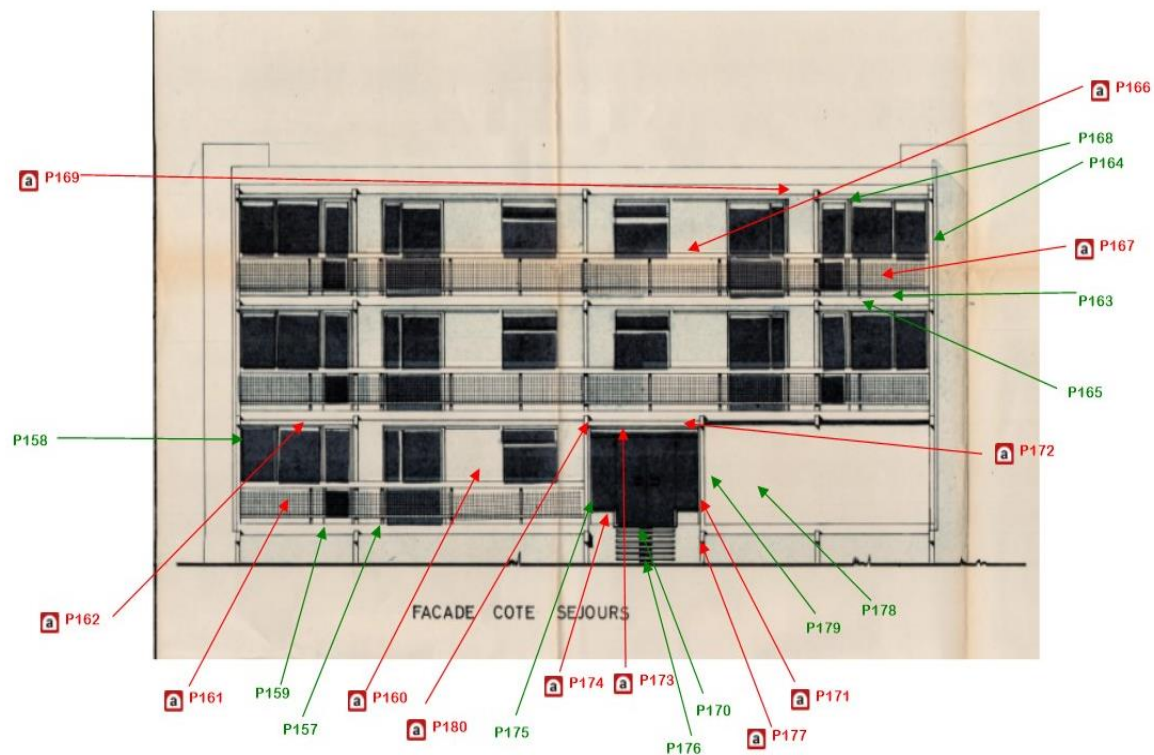 a P166
P168
P164
a P169
a P167
P163
P165
P158
a P172
FACADE COTE SEJOURS
P178
a P162
P179
a P161
P159
a P160
a P174
a P173
a P171
P157
a P180
P175
P170
a P177
P176